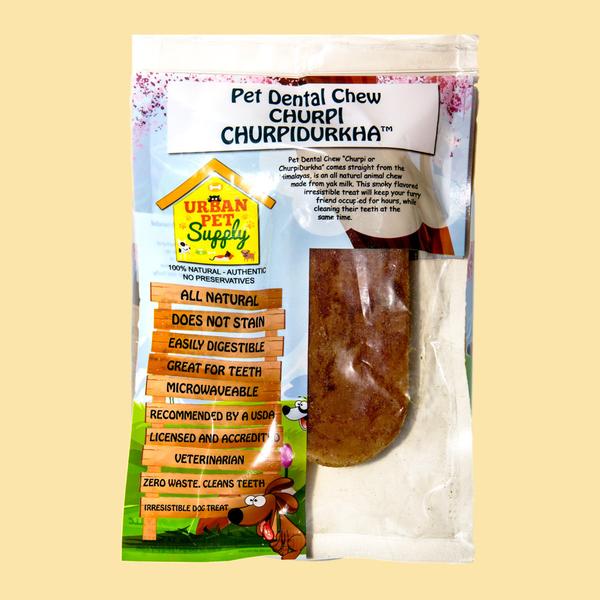 Pet Dental Chew
CHURPI
CHURPIDURKHA™
Pet Dental Chew "Churpi or
ChurpiDurkha" comes straight from the
himalayas, is an all natural animal chew
made from yak milk. This smoky flavored
irresistible treat will keep your furry
friend occupied for hours, while
cleaning their teeth at the
same time.
URBAN
PET
Supply
100% NATURAL - AUTHENTIC
NO PRESERVATIVES
ALL NATURAL
DOES NOT STAIN
EASILY DIGESTIBLE
GREAT FOR TEETH
MICROWAVEABLE
RECOMMENDED BY A USDA
LICENSED AND ACCREDITED
VETERINARIAN
ZERO WASTE. CLEANS TEETH
IRRESISTIBLE DOG TREAT